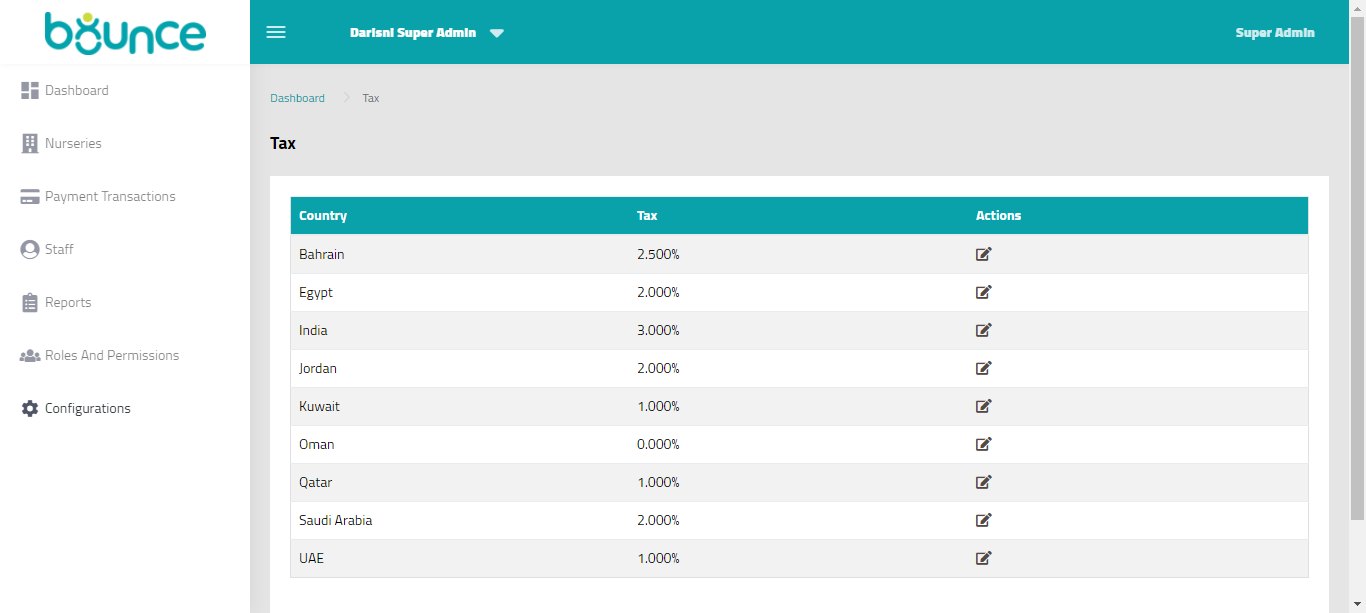 bounce
Darisni Super Admin
Super Admin
Dashboard
Nurseries
Payment Transactions
Staff
Reports
Roles And Permissions
Configurations
Dashboard Tax
Tax
Country Tax Actions
Bahrain 2.500%
Egypt 2.000%
India 3.000%
Jordan 2.000%
Kuwait 1.000%
Oman 0.000%
Qatar 1.000%
Saudi Arabia 2.000%
UAE 1.000%